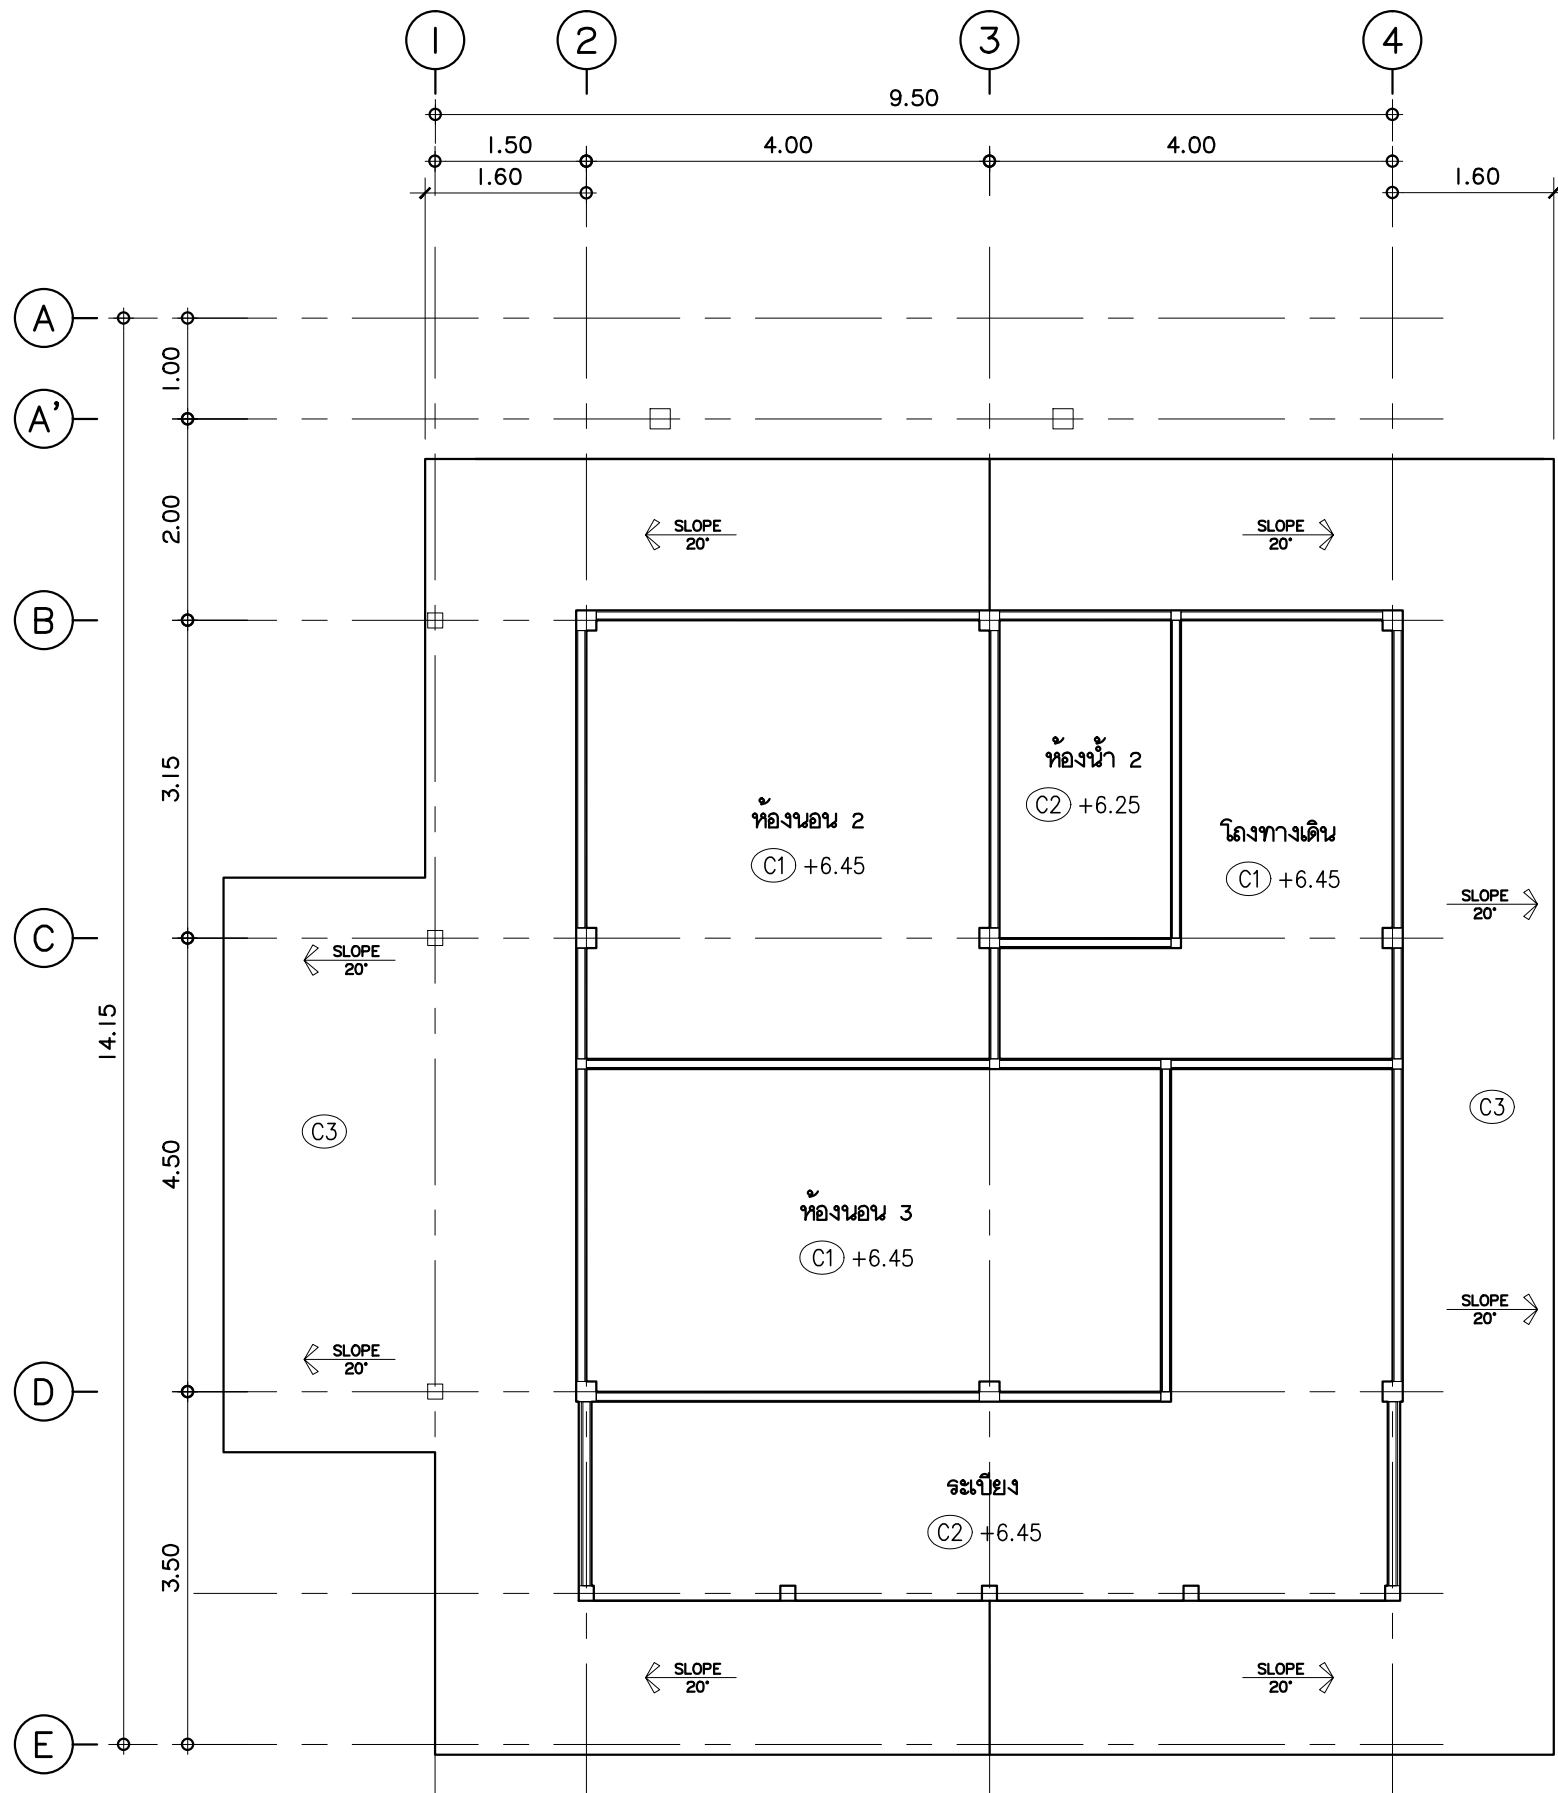 1 2 3 4
9.50
1.50 4.00 4.00
1.60 1.60
A
1.00
A'
2.00
SLOPE
20°
SLOPE
20°
B
3.15
ห้องน้ำ 2
C2 +6.25
ห้องนอน 2
C1 +6.45
โถงทางเดิน
C1 +6.45
SLOPE
20°
C
SLOPE
20°
14.15
C3
C3
4.50
ห้องนอน 3
C1 +6.45
SLOPE
20°
SLOPE
20°
D
ระเบียง
C2 +6.45
3.50
SLOPE
20°
SLOPE
20°
E